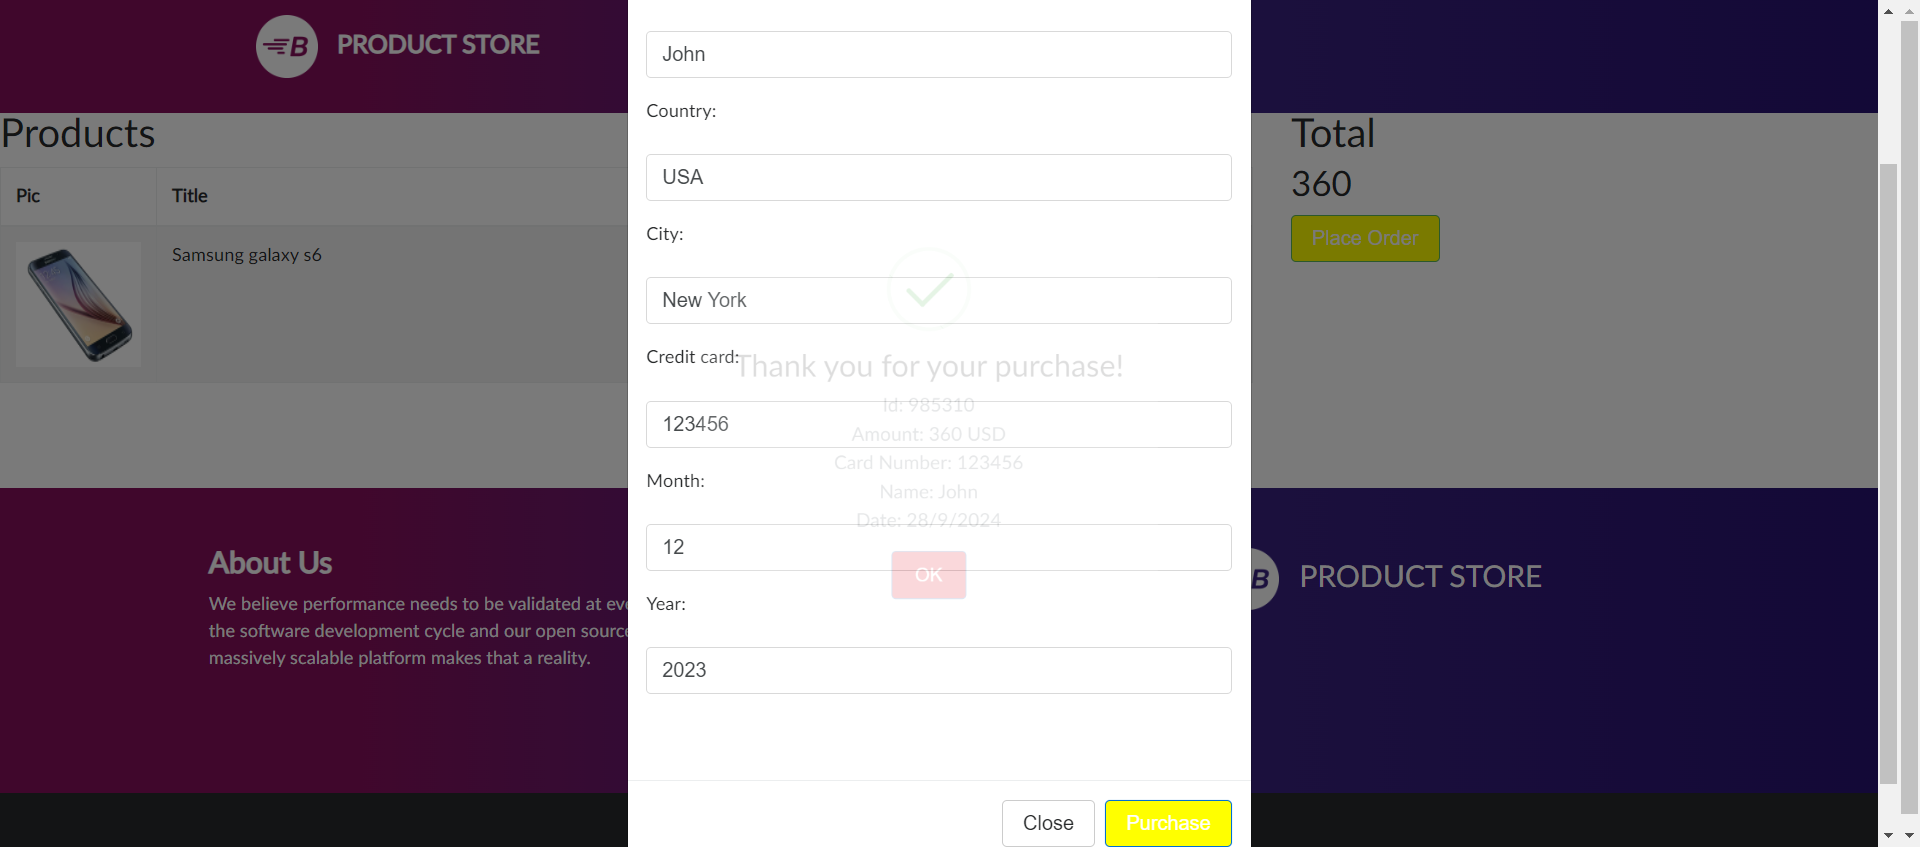 B PRODUCT STORE
Products
Pic Title
Samsung galaxy s6
John
Country:
USA
City:
New York
Credit card:
123456
Month:
12
Year:
2023
Thank you for your purchase!
Id: 985310
Amount: 360 USD
Card Number: 123456
Name: John
Date: 28/9/2024
OK
Close Purchase
Total
360
Place Order
About Us
We believe performance needs to be validated at eve
the software development cycle and our open source
massively scalable platform makes that a reality.
B PRODUCT STORE